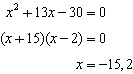 x² + 13x − 30 = 0
(x + 15)(x − 2) = 0
x = −15, 2